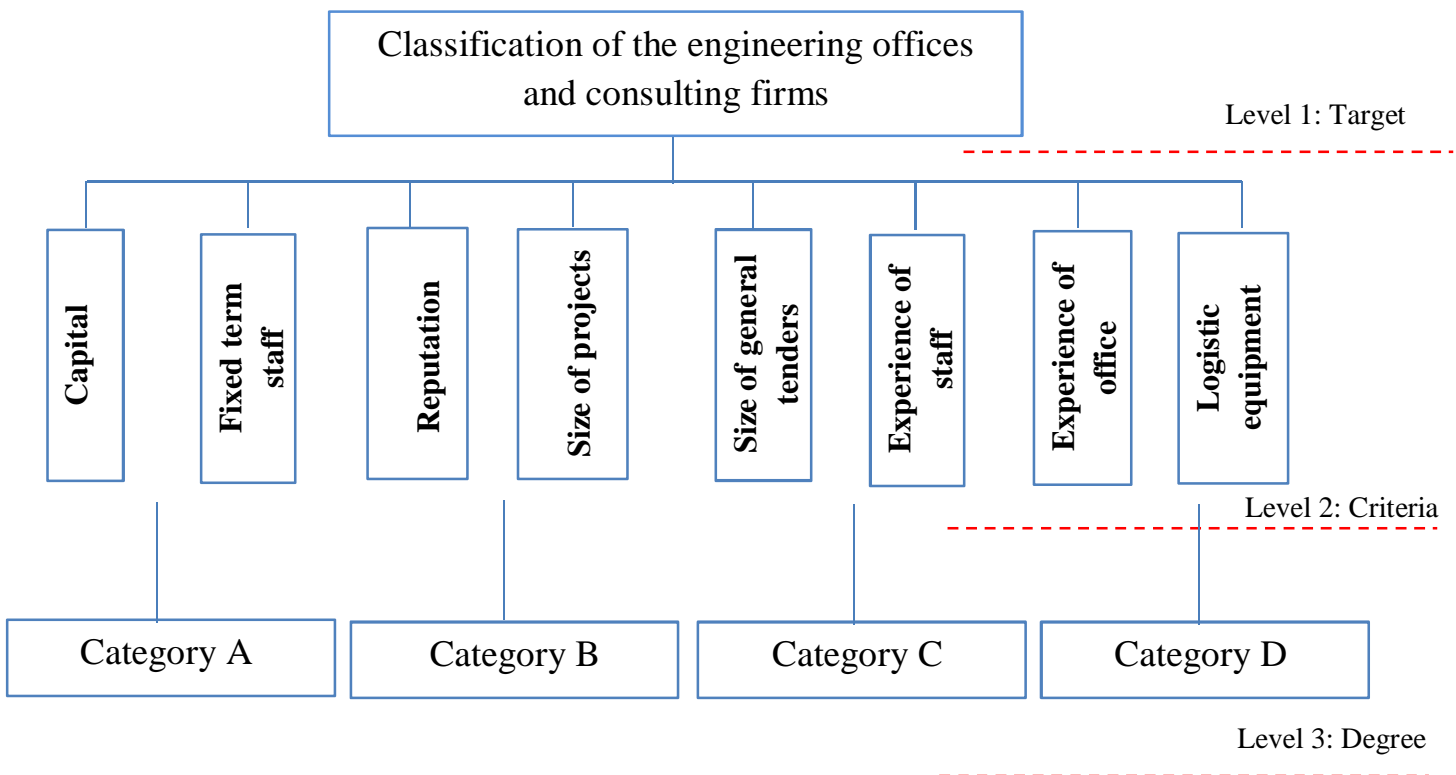 Classification of the engineering offices
and consulting firms
Level 1: Target
Capital
Fixed term
staff
Reputation
Size of projects
Size of general
tenders
Experience of
staff
Experience of
office
Logistic
equipment
Level 2: Criteria
Category A
Category B
Category C
Category D
Level 3: Degree